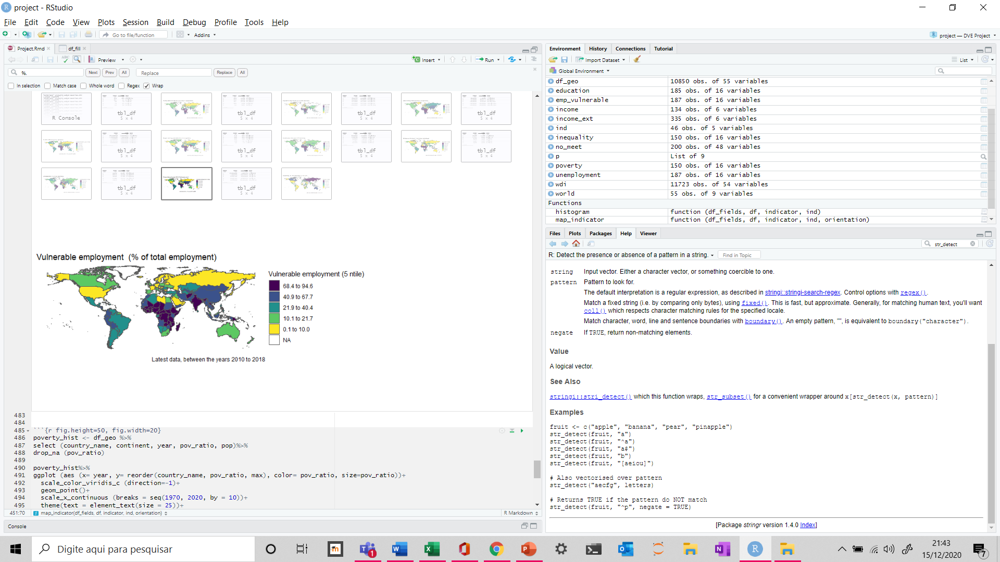 project - RStudio
File Edit Code View Plots Session Build Debug Profile Tools Help
Go to file/function Addins
project — DVE Project
Project.Rmd df_fill
ABC Preview Insert Run
%. Next Prev All Replace Replace All
In selection Match case Whole word Regex Wrap
R Console
tbl_df
5 x 4
tbl_df
5 x 4
tbl_df
5 x 4
tbl_df
5 x 4
tbl_df
5 x 4
tbl_df
5 x 4
tbl_df
5 x 4
tbl_df
5 x 4
tbl_df
5 x 4
tbl_df
5 x 4
Vulnerable employment (% of total employment)
Vulnerable employment (5 ntile)
68.4 to 94.6
40.9 to 67.7
21.9 to 40.4
10.1 to 21.7
0.1 to 10.0
NA
Latest data, between the years 2010 to 2018
483
484
485 ```{r fig.height=50, fig.width=20}
486 poverty_hist <- df_geo %>%
487 select (country_name, continent, year, pov_ratio, pop)%>%
488 drop_na (pov_ratio)
489
490 poverty_hist%>%
491 ggplot (aes (x= year, y= reorder(country_name, pov_ratio, max), color= pov_ratio, size=pov_ratio))+
492 scale_color_viridis_c (direction=-1)+
493 geom_point()+
494 scale_x_continuous (breaks = seq(1970, 2020, by = 10))+
495 theme(text = element_text(size = 25))+
451:70 map_indicator(df_fields, df, indicator, ind, orientation) R Markdown
Console
Environment History Connections Tutorial
Import Dataset List
Global Environment
df_geo 10850 obs. of 55 variables
education 185 obs. of 16 variables
emp_vulnerable 187 obs. of 16 variables
income 134 obs. of 6 variables
income_ext 335 obs. of 6 variables
ind 46 obs. of 5 variables
inequality 150 obs. of 16 variables
no_meet 200 obs. of 48 variables
p List of 9
poverty 150 obs. of 16 variables
unemployment 187 obs. of 16 variables
wdi 11723 obs. of 54 variables
world 55 obs. of 9 variables
Functions
histogram function (df_fields, df, indicator, ind)
map_indicator function (df_fields, df, indicator, ind, orientation)
Files Plots Packages Help Viewer
str_detect
R: Detect the presence or absence of a pattern in a string. Find in Topic
string Input vector. Either a character vector, or something coercible to one.
pattern Pattern to look for.
The default interpretation is a regular expression, as described in stringi::stringi-search-regex. Control options with regex().
Match a fixed string (i.e. by comparing only bytes), using fixed(). This is fast, but approximate. Generally, for matching human text, you'll want
coll() which respects character matching rules for the specified locale.
Match character, word, line and sentence boundaries with boundary(). An empty pattern, "", is equivalent to boundary("character").
negate If TRUE, return non-matching elements.
Value
A logical vector.
See Also
stringi::stri_detect() which this function wraps, str_subset() for a convenient wrapper around x[str_detect(x, pattern)]
Examples
fruit <- c("apple", "banana", "pear", "pinapple")
str_detect(fruit, "a")
str_detect(fruit, "^a")
str_detect(fruit, "a$")
str_detect(fruit, "b")
str_detect(fruit, "[aeiou]")
# Also vectorised over pattern
str_detect("aecfg", letters)
# Returns TRUE if the pattern do NOT match
str_detect(fruit, "^p", negate = TRUE)
[Package stringr version 1.4.0 Index]
Digite aqui para pesquisar
21:43
15/12/2020
7